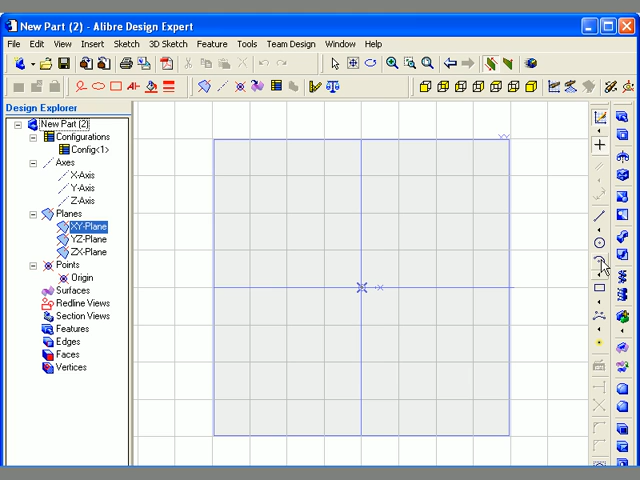 New Part (2) - Alibre Design Expert
File Edit View Insert Sketch 3D Sketch Feature Tools Team Design Window Help
Design Explorer
New Part (2)
Configurations
Config<1>
Axes
X-Axis
Y-Axis
Z-Axis
Planes
XY-Plane
YZ-Plane
ZX-Plane
Points
Origin
Surfaces
Redline Views
Section Views
Features
Edges
Faces
Vertices